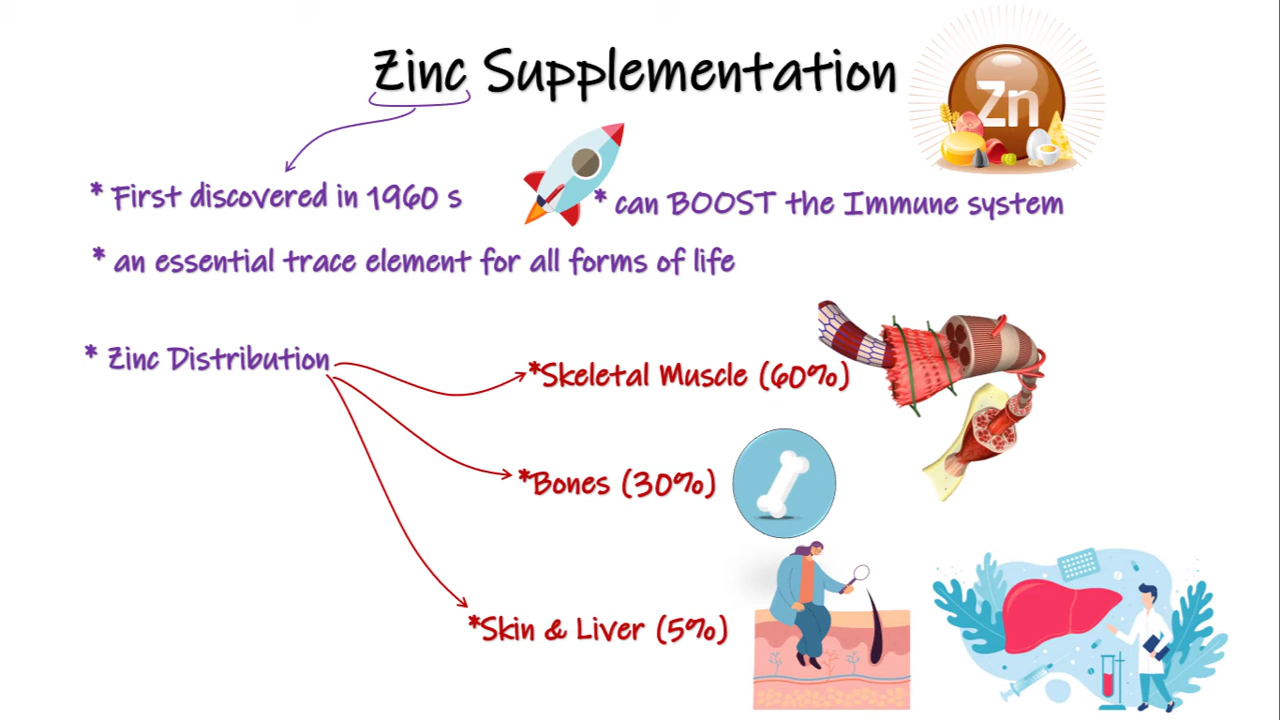 Zinc Supplementation
Zn
* First discovered in 1960 s
* can BOOST the Immune system
* an essential trace element for all forms of life
* Zinc Distribution
*Skeletal Muscle (60%)
*Bones (30%)
*Skin & Liver (5%)